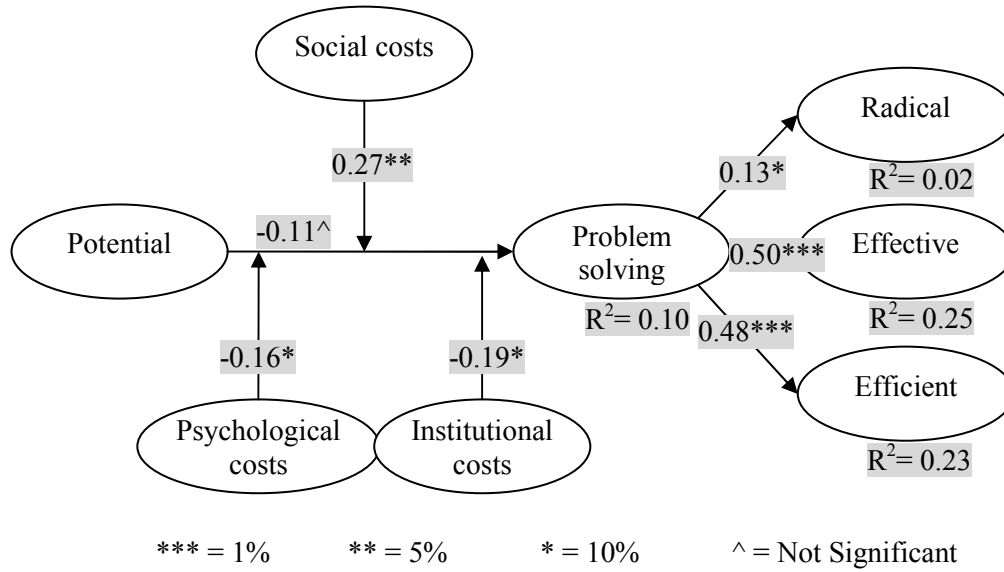 Social costs
Radical
0.27**
0.13*
R²= 0.02
Potential
-0.11^
Problem
solving
0.50***
Effective
R²= 0.10
0.48***
R²= 0.25
-0.16*
-0.19*
Efficient
Psychological
costs
Institutional
costs
R²= 0.23
*** = 1% ** = 5% * = 10% ^ = Not Significant